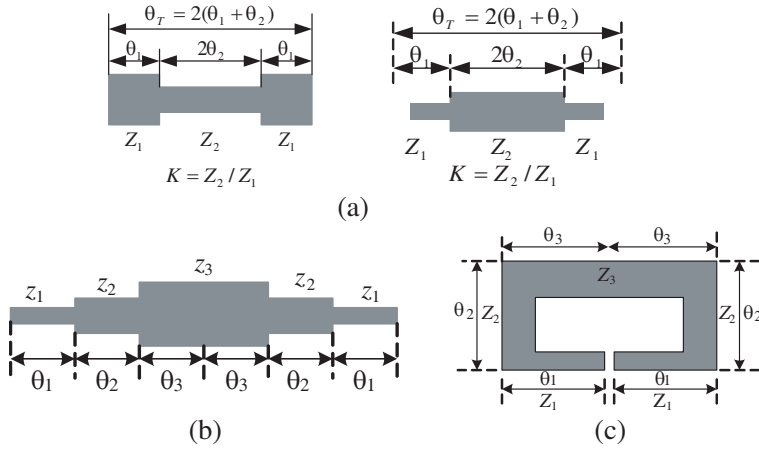 θ_T = 2(θ₁ + θ₂)
θ₁ 2θ₂ θ₁
Z₁ Z₂ Z₁
K = Z₂ / Z₁
θ_T = 2(θ₁ + θ₂)
θ₁ 2θ₂ θ₁
Z₁ Z₂ Z₁
K = Z₂ / Z₁
(a)
z₁ z₂ z₃ z₂ z₁
θ₁ θ₂ θ₃ θ₃ θ₂ θ₁
(b)
θ₃ θ₃
Z₃
θ₂ Z₂ Z₂ θ₂
θ₁ θ₁
Z₁ Z₁
(c)